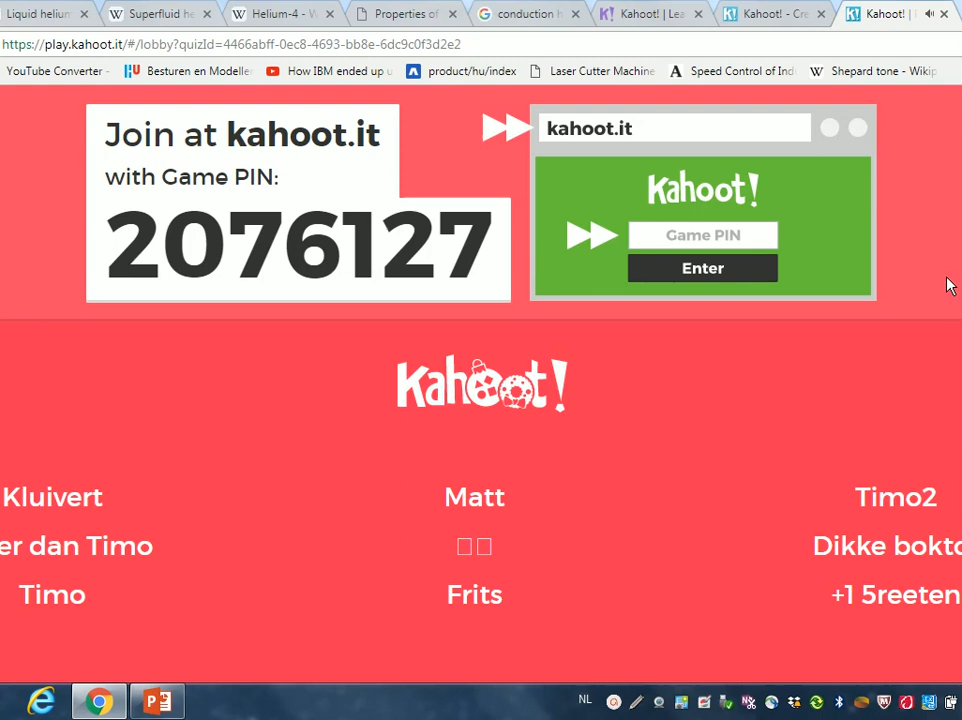 Liquid helium
Superfluid he
Helium-4 - W
Properties of
conduction h
Kahoot! | Lea
Kahoot! - Cre
Kahoot! |
https://play.kahoot.it/#/lobby?quizId=4466abff-0ec8-4693-bb8e-6dc9c0f3d2e2
YouTube Converter -
Besturen en Modelle
How IBM ended up u
product/hu/index
Laser Cutter Machine
Speed Control of Ind
Shepard tone - Wikip
Join at kahoot.it
with Game PIN:
2076127
kahoot.it
Kahoot!
Game PIN
Enter
Kahoot!
Kluivert
Matt
Timo2
er dan Timo
Dikke bokto
Timo
Frits
+1 5reeten
NL